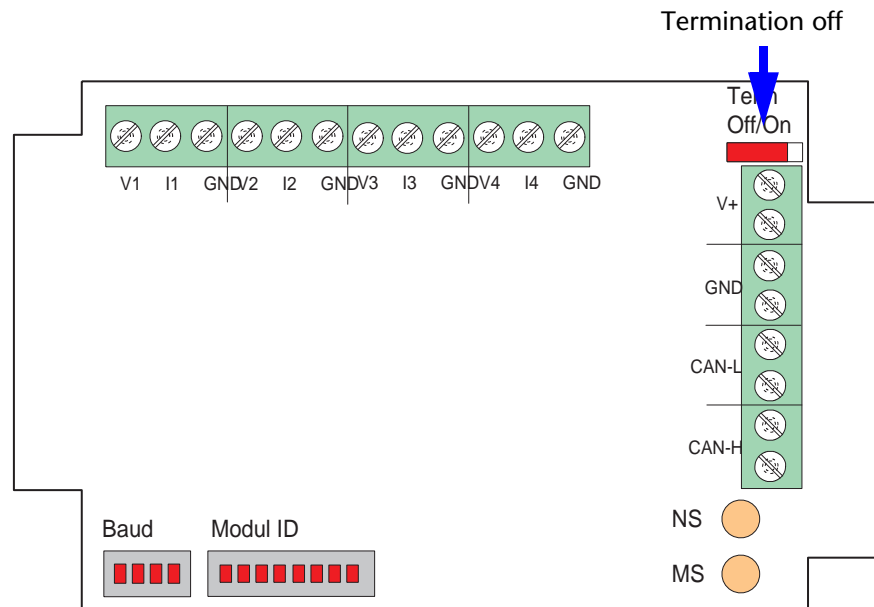 Termination off
Term
Off/On
V1 I1 GND V2 I2 GND V3 I3 GND V4 I4 GND
V+
GND
CAN-L
CAN-H
NS
Baud Modul ID
MS